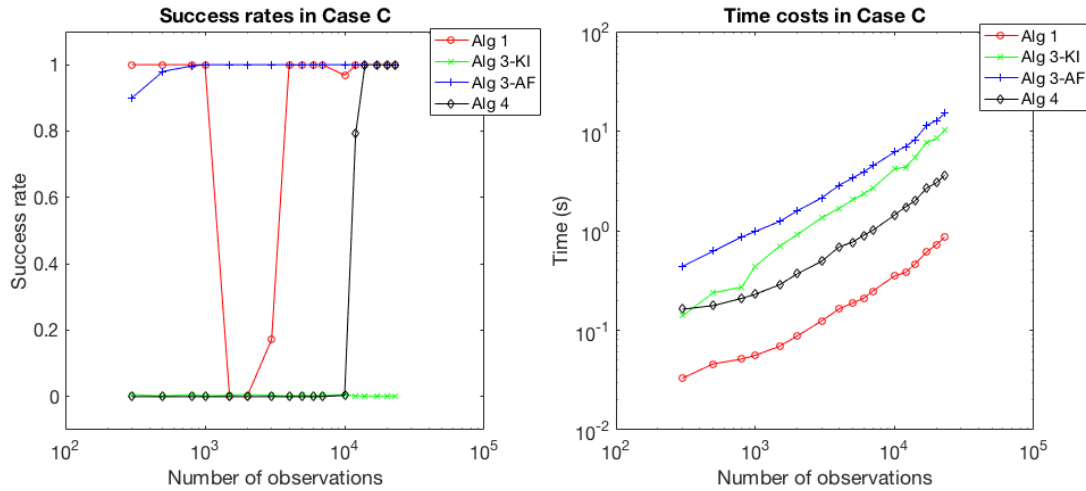 Success rates in Case C
Alg 1
Alg 3-KI
Alg 3-AF
Alg 4
1
0.8
0.6
0.4
0.2
0
Success rate
10^2
10^3
10^4
10^5
Number of observations
Time costs in Case C
Alg 1
Alg 3-KI
Alg 3-AF
Alg 4
10^2
10^1
10^0
10^-1
10^-2
Time (s)
10^2
10^3
10^4
10^5
Number of observations